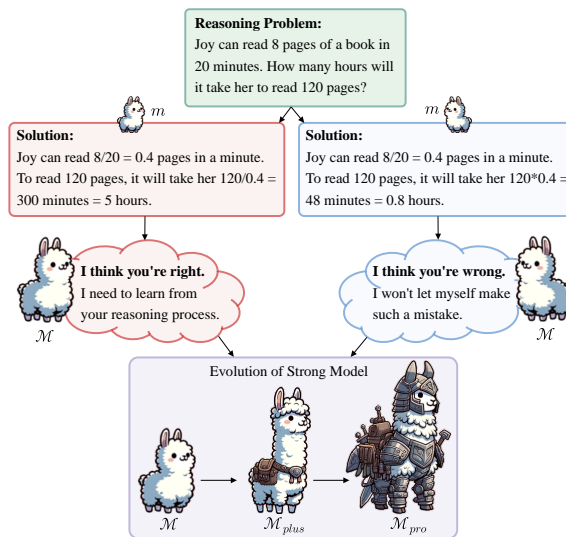 Reasoning Problem:
Joy can read 8 pages of a book in
20 minutes. How many hours will
it take her to read 120 pages?
m
m
Solution:
Joy can read 8/20 = 0.4 pages in a minute.
To read 120 pages, it will take her 120/0.4 =
300 minutes = 5 hours.
Solution:
Joy can read 8/20 = 0.4 pages in a minute.
To read 120 pages, it will take her 120*0.4 =
48 minutes = 0.8 hours.
I think you're right.
I need to learn from
your reasoning process.
ℳ
I think you're wrong.
I won't let myself make
such a mistake.
ℳ
Evolution of Strong Model
ℳ
ℳplus
ℳpro